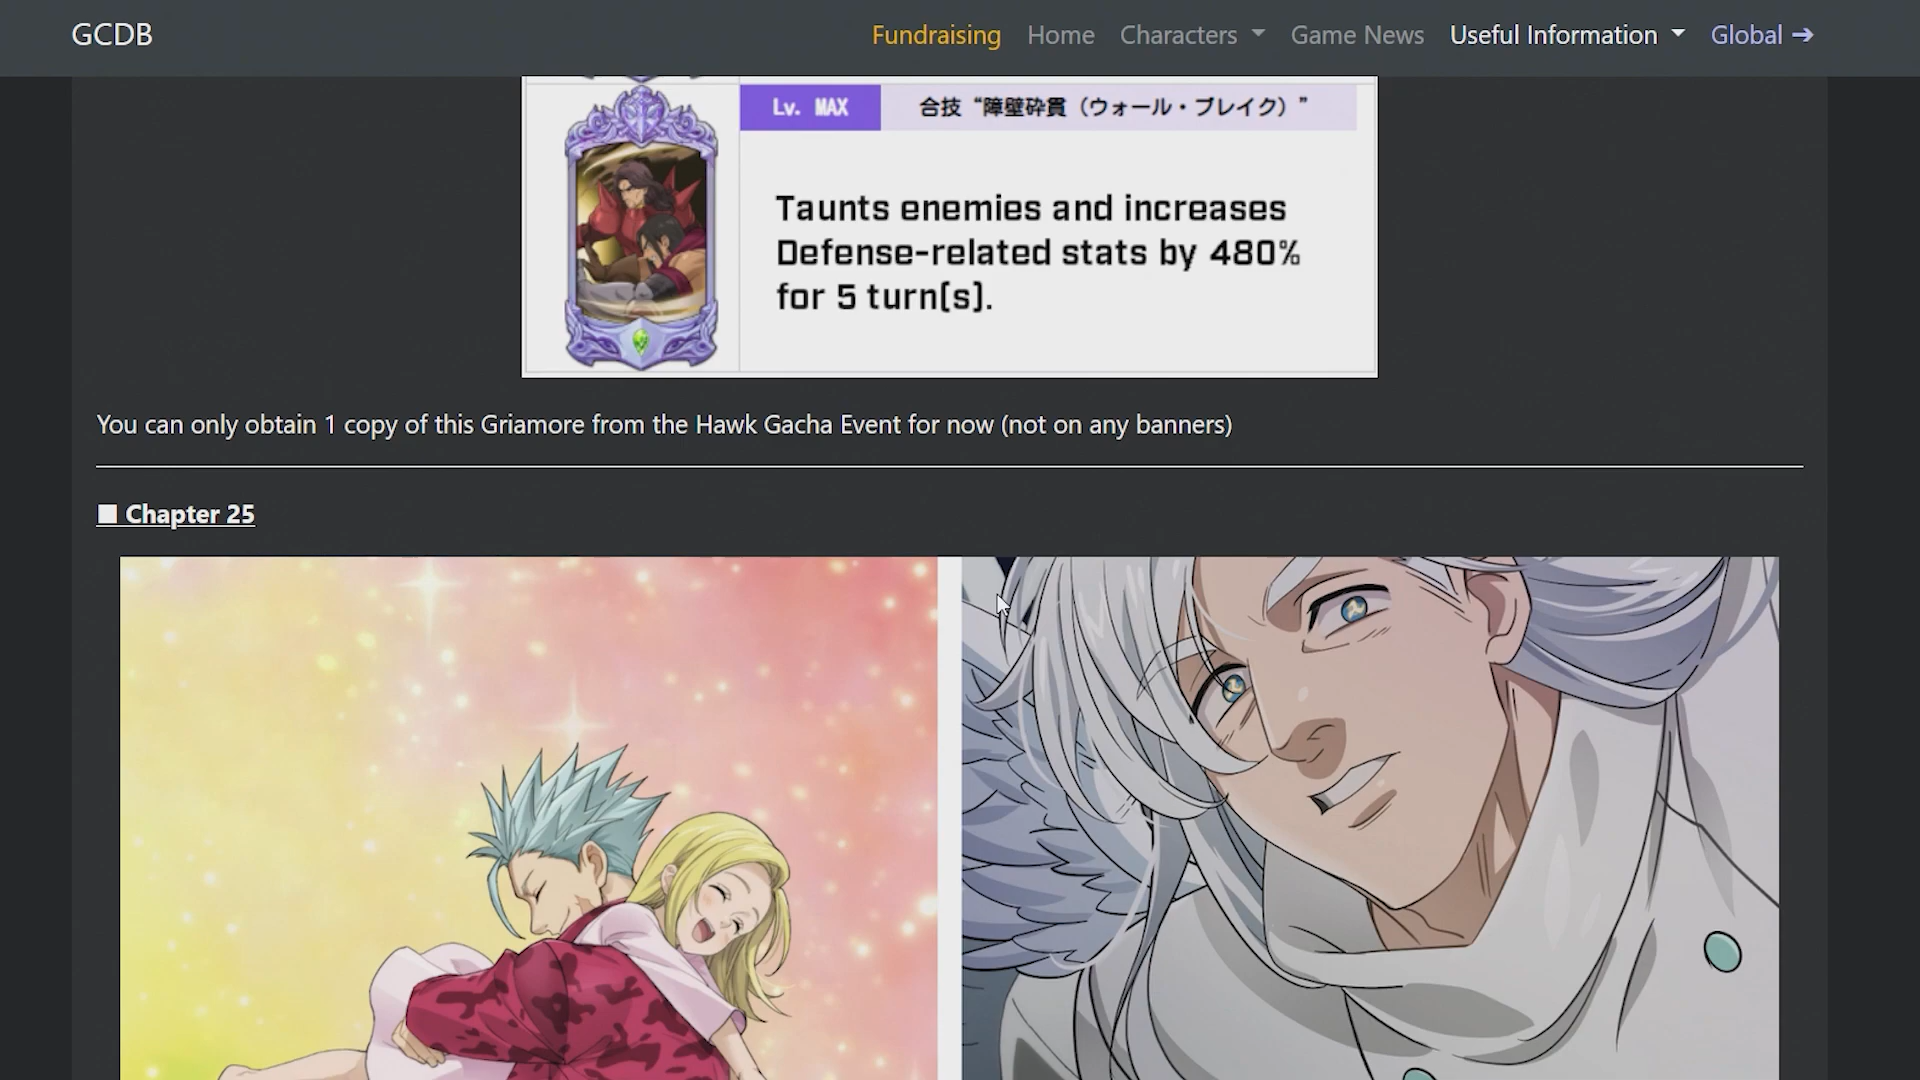 GCDB
Fundraising Home Characters Game News Useful Information Global →
Lv. MAX 合技“障壁砕貫（ウォール・ブレイク）”
Taunts enemies and increases
Defense-related stats by 480%
for 5 turn(s).
You can only obtain 1 copy of this Griamore from the Hawk Gacha Event for now (not on any banners)
■ Chapter 25